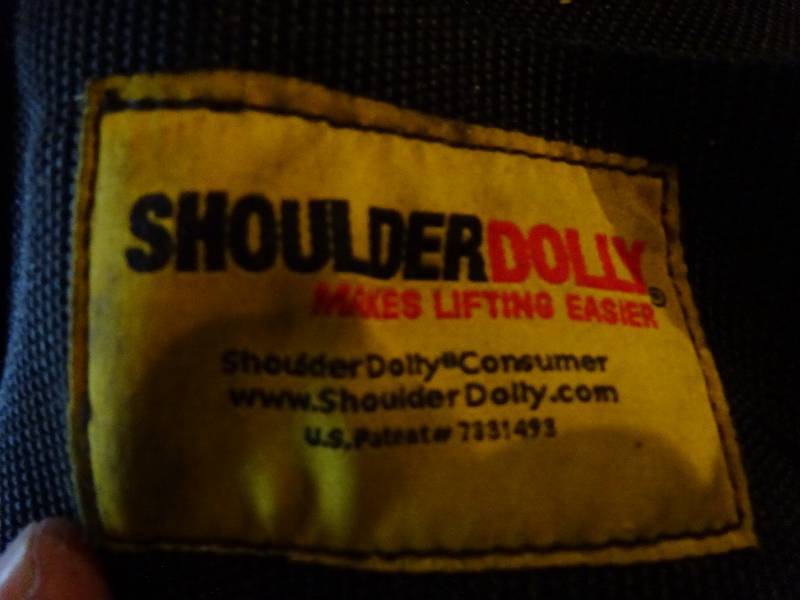 SHOULDERDOLLY®
MAKES LIFTING EASIER
ShoulderDolly®Consumer
www.ShoulderDolly.com
U.S. Patent# 7331493